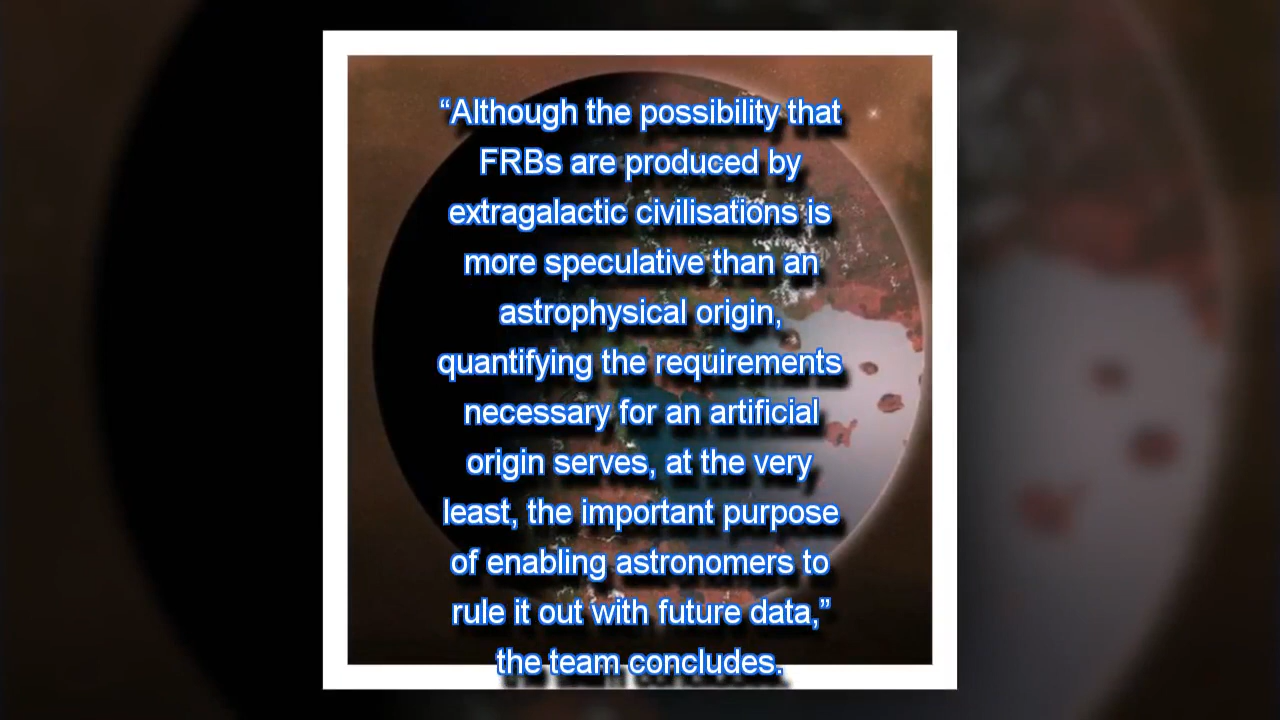 “Although the possibility that
FRBs are produced by
extragalactic civilisations is
more speculative than an
astrophysical origin,
quantifying the requirements
necessary for an artificial
origin serves, at the very
least, the important purpose
of enabling astronomers to
rule it out with future data,”
the team concludes.